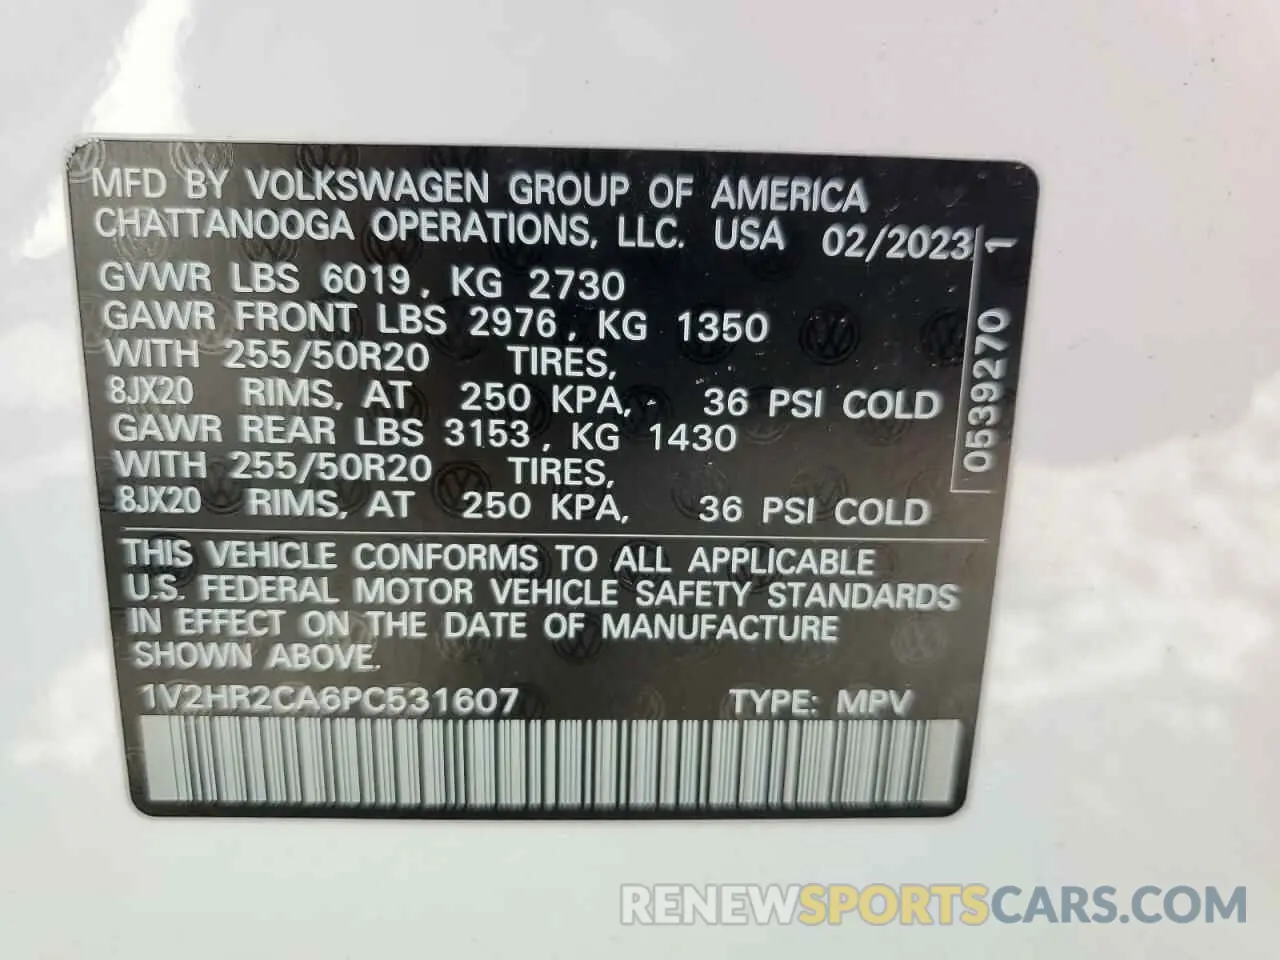 MFD BY VOLKSWAGEN GROUP OF AMERICA
CHATTANOOGA OPERATIONS, LLC. USA 02/2023
GVWR LBS 6019, KG 2730
GAWR FRONT LBS 2976, KG 1350
WITH 255/50R20 TIRES,
8JX20 RIMS, AT 250 KPA, 36 PSI COLD
GAWR REAR LBS 3153, KG 1430
WITH 255/50R20 TIRES,
8JX20 RIMS, AT 250 KPA, 36 PSI COLD
0539270 1
THIS VEHICLE CONFORMS TO ALL APPLICABLE
U.S. FEDERAL MOTOR VEHICLE SAFETY STANDARDS
IN EFFECT ON THE DATE OF MANUFACTURE
SHOWN ABOVE.
1V2HR2CA6PC531607 TYPE: MPV
RENEWSPORTSCARS.COM